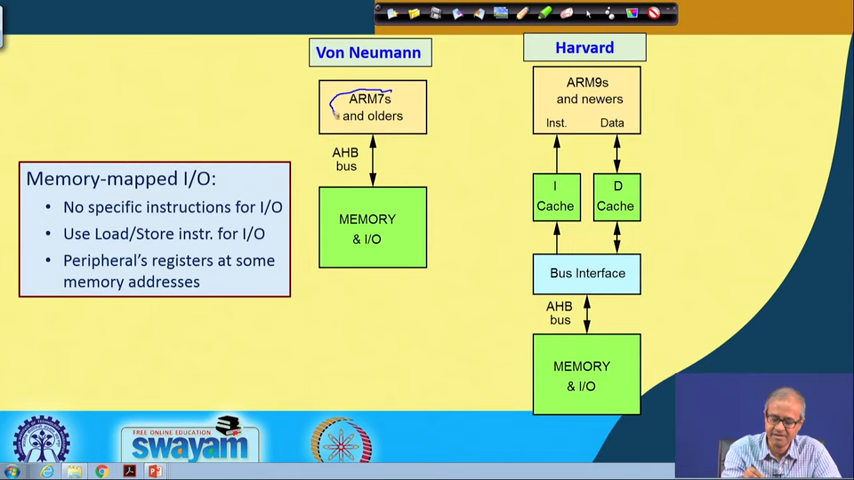 Von Neumann
Harvard
ARM7s
and olders
ARM9s
and newers
Inst.
Data
AHB
bus
I
Cache
D
Cache
Memory-mapped I/O:
• No specific instructions for I/O
• Use Load/Store instr. for I/O
• Peripheral's registers at some
memory addresses
MEMORY
& I/O
Bus Interface
AHB
bus
MEMORY
& I/O
FREE ONLINE EDUCATION
swayam